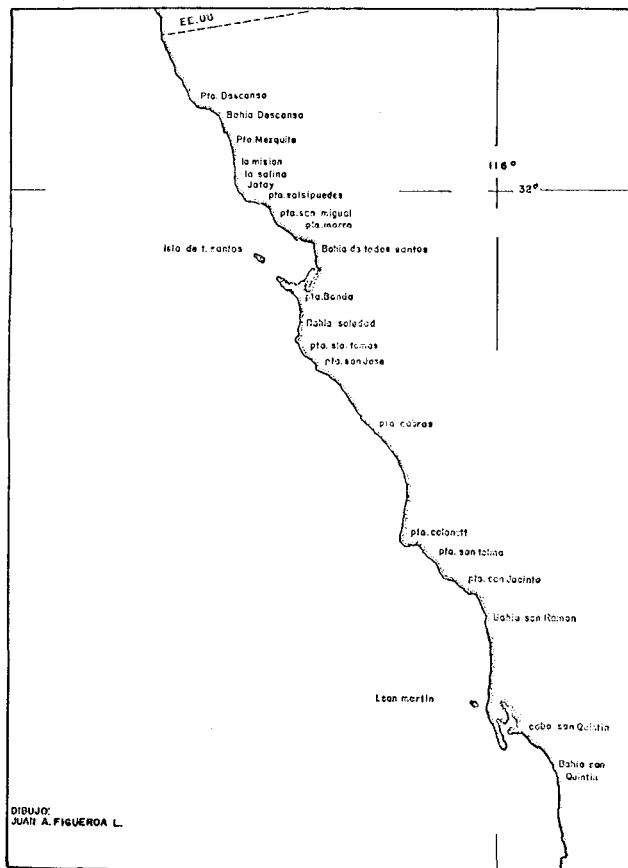 EE.UU
Pta. Descanso
Bahia Descanso
Pta. Mezquite
la mision
la salina
Jatay
116°
32°
pta. salsipuedes
pta. san miguel
pta. morro
Isla de t. santos
Bahia de todos santos
pta. Banda
Bahia soledad
pta. sto. tomas
pta. san jose
pta. cabras
pta. colonett
pta. san telmo
pta. san Jacinto
Bahia san Ramon
I.san martin
cabo san Quintin
Bahia san
Quintin
DIBUJO:
JUAN A. FIGUEROA L.